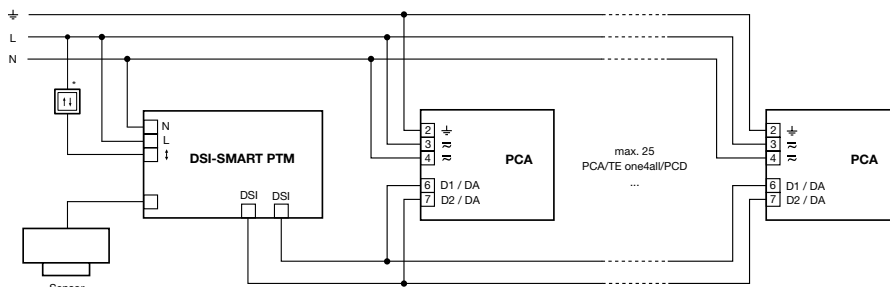 L
N
*
N
L
DSI-SMART PTM
DSI DSI
2
3
4
PCA
6 D1 / DA
7 D2 / DA
max. 25
PCA/TE one4all/PCD
...
2
3
4
PCA
6 D1 / DA
7 D2 / DA
Sensor